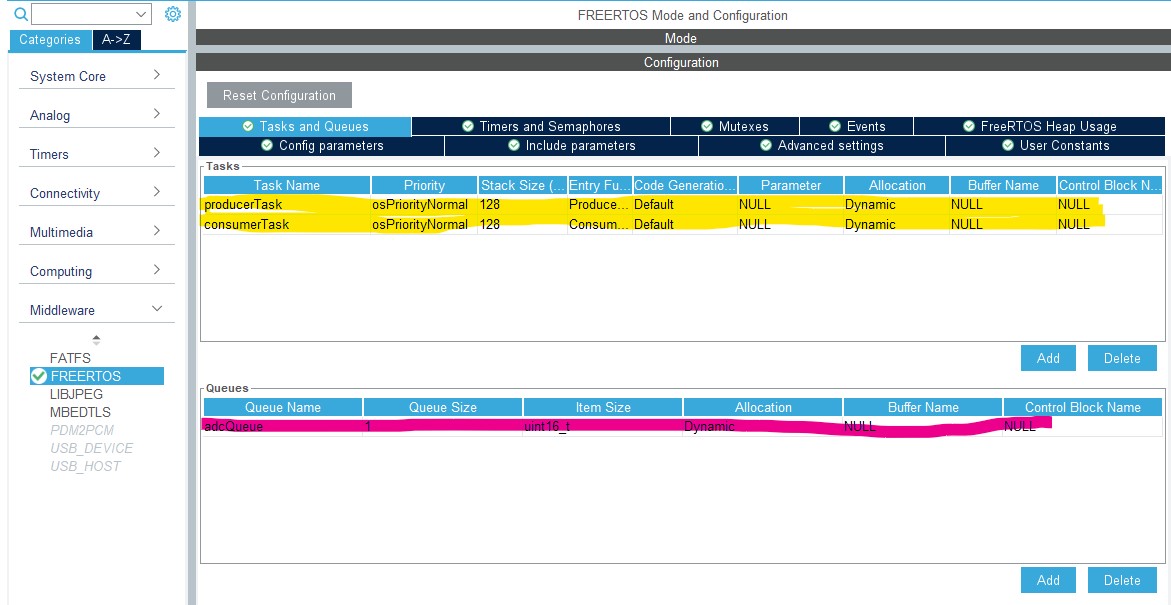 FREERTOS Mode and Configuration
Categories A->Z
Mode
Configuration
System Core
Analog
Timers
Connectivity
Multimedia
Computing
Middleware
FATFS
FREERTOS
LIBJPEG
MBEDTLS
PDM2PCM
USB_DEVICE
USB_HOST
Reset Configuration
Tasks and Queues Timers and Semaphores Mutexes Events FreeRTOS Heap Usage
Config parameters Include parameters Advanced settings User Constants
Tasks
Task Name Priority Stack Size (... Entry Fu... Code Generatio... Parameter Allocation Buffer Name Control Block N...
producerTask osPriorityNormal 128 Produce... Default NULL Dynamic NULL NULL
consumerTask osPriorityNormal 128 Consum... Default NULL Dynamic NULL NULL
Add Delete
Queues
Queue Name Queue Size Item Size Allocation Buffer Name Control Block Name
adcQueue 1 uint16_t Dynamic NULL NULL
Add Delete